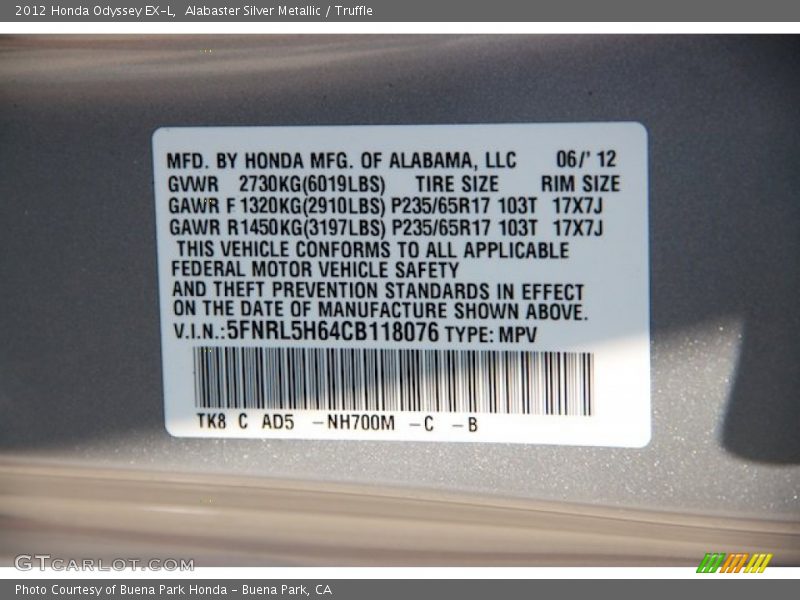 2012 Honda Odyssey EX-L,  Alabaster Silver Metallic / Truffle
MFD. BY HONDA MFG. OF ALABAMA, LLC 06/' 12
GVWR 2730KG(6019LBS) TIRE SIZE RIM SIZE
GAWR F 1320KG(2910LBS) P235/65R17 103T 17X7J
GAWR R1450KG(3197LBS) P235/65R17 103T 17X7J
THIS VEHICLE CONFORMS TO ALL APPLICABLE
FEDERAL MOTOR VEHICLE SAFETY
AND THEFT PREVENTION STANDARDS IN EFFECT
ON THE DATE OF MANUFACTURE SHOWN ABOVE.
V.I.N.:5FNRL5H64CB118076 TYPE: MPV
TK8 C AD5 -NH700M -C -B
GTCARLOT.COM
Photo Courtesy of Buena Park Honda - Buena Park, CA